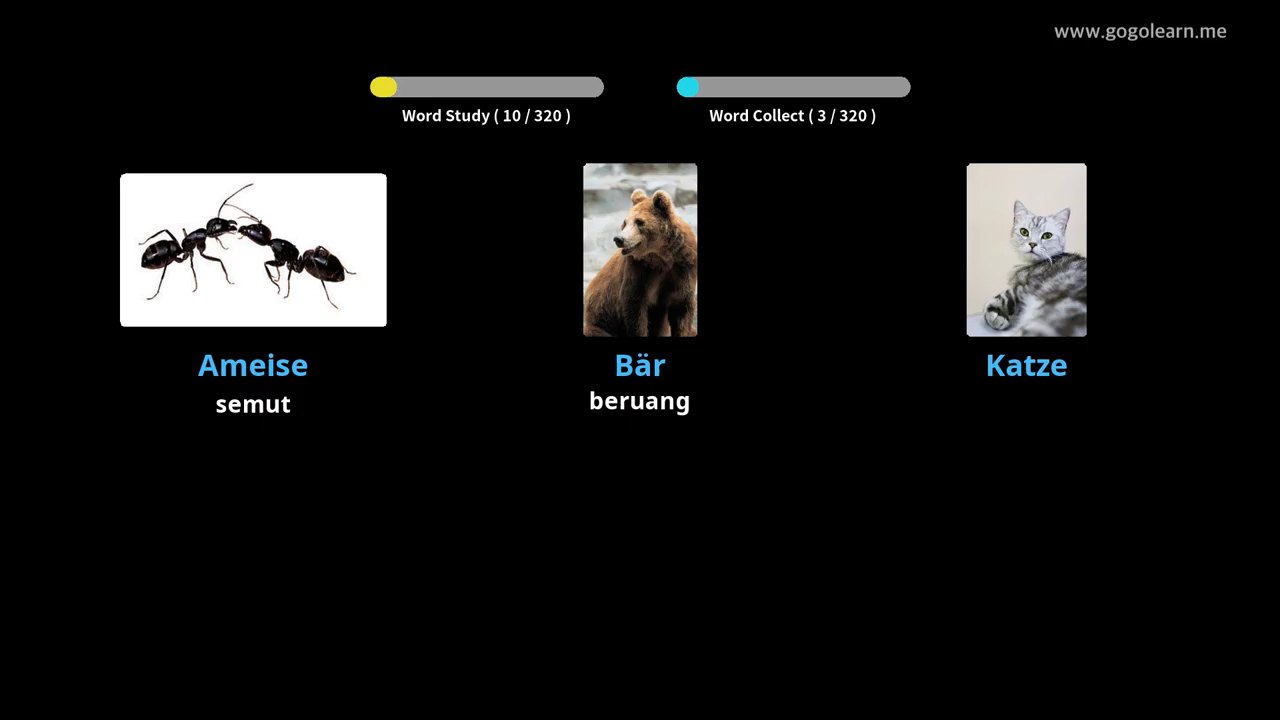 www.gogolearn.me
Word Study ( 10 / 320 )
Word Collect ( 3 / 320 )
Ameise
semut
Bär
beruang
Katze